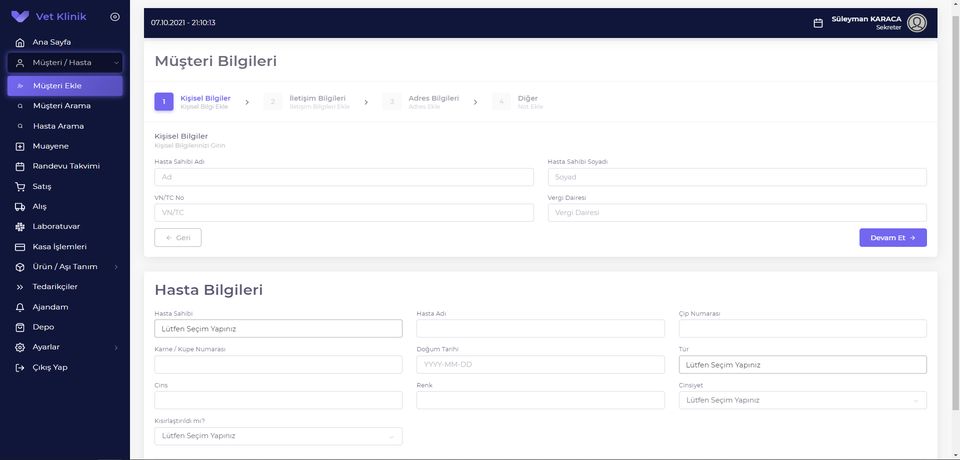 Vet Klinik
Ana Sayfa
Müşteri / Hasta
Müşteri Ekle
Müşteri Arama
Hasta Arama
Muayene
Randevu Takvimi
Satış
Alış
Laboratuvar
Kasa İşlemleri
Ürün / Aşı Tanım
Tedarikçiler
Ajandam
Depo
Ayarlar
Çıkış Yap
07.10.2021 - 21:10:13
Süleyman KARACA
Sekreter
Müşteri Bilgileri
1 Kişisel Bilgiler
Kişisel Bilgi Ekle
2 İletişim Bilgileri
İletişim Bilgileri Ekle
3 Adres Bilgileri
Adres Ekle
4 Diğer
Not Ekle
Kişisel Bilgiler
Kişisel Bilgilerinizi Girin
Hasta Sahibi Adı
Ad
Hasta Sahibi Soyadı
Soyad
VN/TC No
VN/TC
Vergi Dairesi
Vergi Dairesi
Geri
Devam Et
Hasta Bilgileri
Hasta Sahibi
Lütfen Seçim Yapınız
Hasta Adı
Çip Numarası
Karne / Küpe Numarası
Doğum Tarihi
YYYY-MM-DD
Tür
Lütfen Seçim Yapınız
Cins
Renk
Cinsiyet
Lütfen Seçim Yapınız
Kısırlaştırıldı mı?
Lütfen Seçim Yapınız